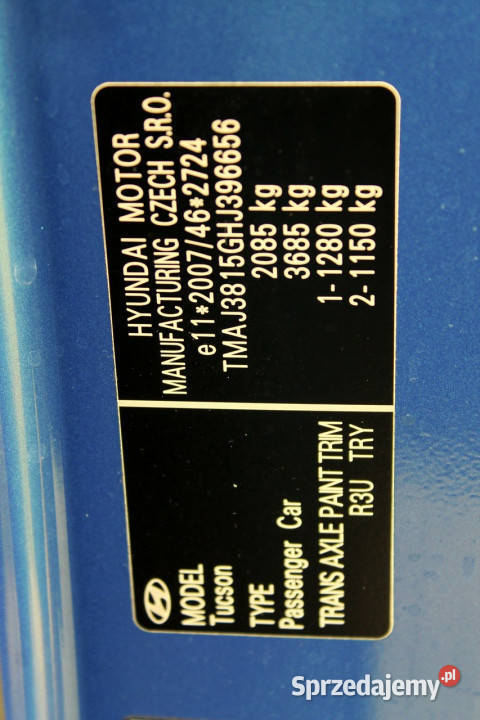 HYUNDAI MOTOR
MANUFACTURING CZECH S.R.O.
e11*2007/46*2724
TMAJ3815GHJ396656
2085 kg
3685 kg
1-1280 kg
2-1150 kg
MODEL
Tucson
TYPE
Passenger Car
TRANS AXLE PAINT TRIM
R3U TRY
Sprzedajemy.pl